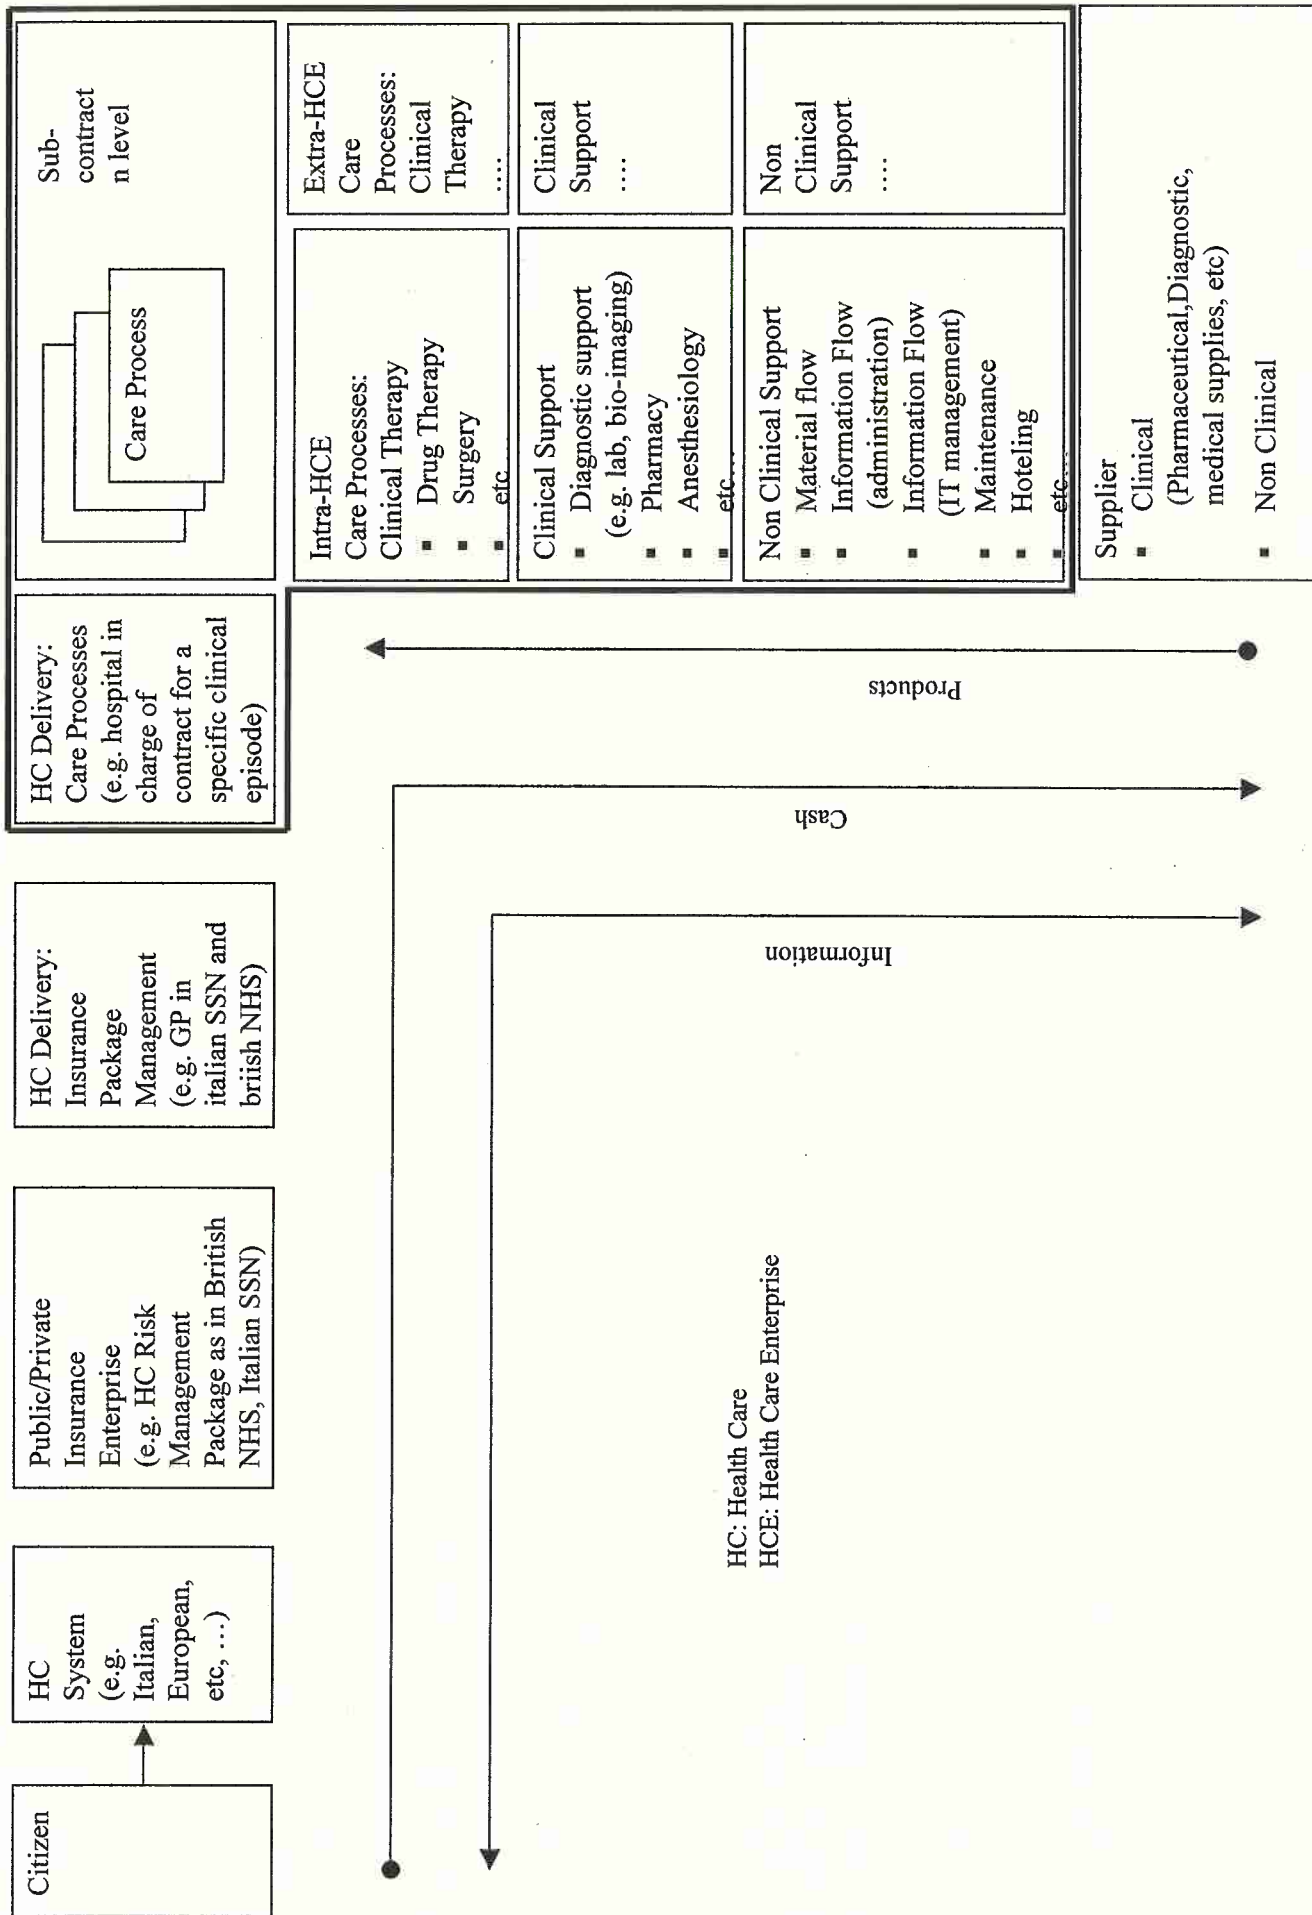 Citizen
HC
System
(e.g.
Italian,
European,
etc, …)
Public/Private
Insurance
Enterprise
(e.g. HC Risk
Management
Package as in British
NHS, Italian SSN)
HC Delivery:
Insurance
Package
Management
(e.g. GP in
italian SSN and
briish NHS)
HC Delivery:
Care Processes
(e.g. hospital in
charge of
contract for a
specific clinical
episode)
Care Process
Sub-
contract
n level
Intra-HCE
Care Processes:
Clinical Therapy
▪ Drug Therapy
▪ Surgery
▪ etc
Extra-HCE
Care
Processes:
Clinical
Therapy
….
Clinical Support
▪ Diagnostic support
(e.g. lab, bio-imaging)
▪ Pharmacy
▪ Anesthesiology
▪ etc…
Clinical
Support
….
Non Clinical Support
▪ Material flow
▪ Information Flow
(administration)
▪ Information Flow
(IT management)
▪ Maintenance
▪ Hoteling
▪ etc…
Non
Clinical
Support
….
Supplier
▪ Clinical
(Pharmaceutical,Diagnostic,
medical supplies, etc)
▪ Non Clinical
Products
Cash
Information
HC: Health Care
HCE: Health Care Enterprise